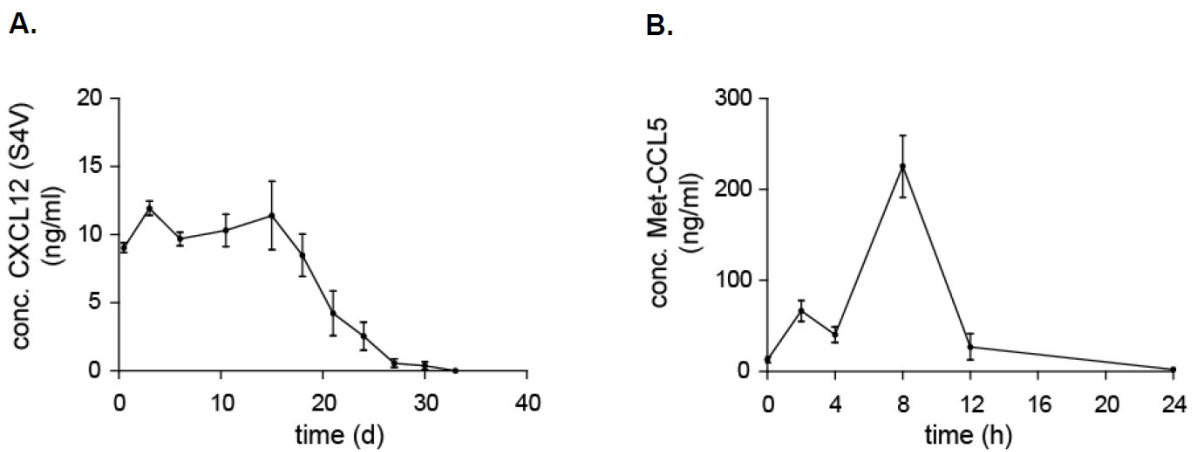 A.
B.
conc. CXCL12 (S4V)
(ng/ml)
20
15
10
5
0
0 10 20 30 40
time (d)
conc. Met-CCL5
(ng/ml)
300
200
100
0
0 4 8 12 16 20 24
time (h)